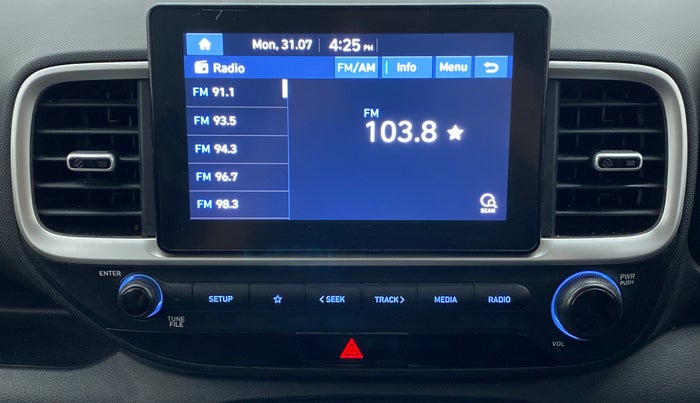 Mon, 31.07 4:25 PM
Radio FM/AM Info Menu
FM 91.1
FM 93.5
FM 94.3
FM 96.7
FM 98.3
FM
103.8
SCAN
ENTER
TUNE
FILE
SETUP < SEEK TRACK > MEDIA RADIO
PWR
PUSH
VOL